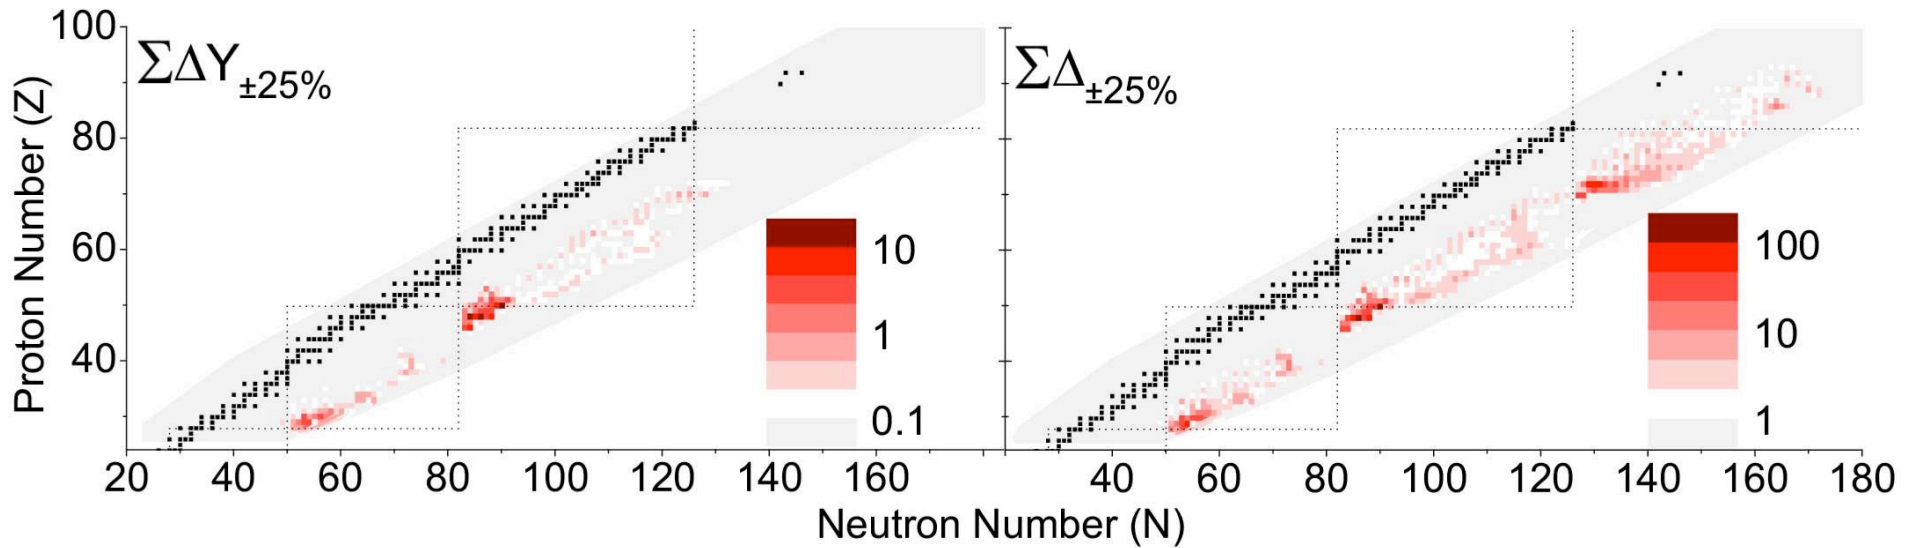 100
80
60
40
Proton Number (Z)
ΣΔY±25%
10
1
0.1
20 40 60 80 100 120 140 160
ΣΔ±25%
100
10
1
40 60 80 100 120 140 160 180
Neutron Number (N)